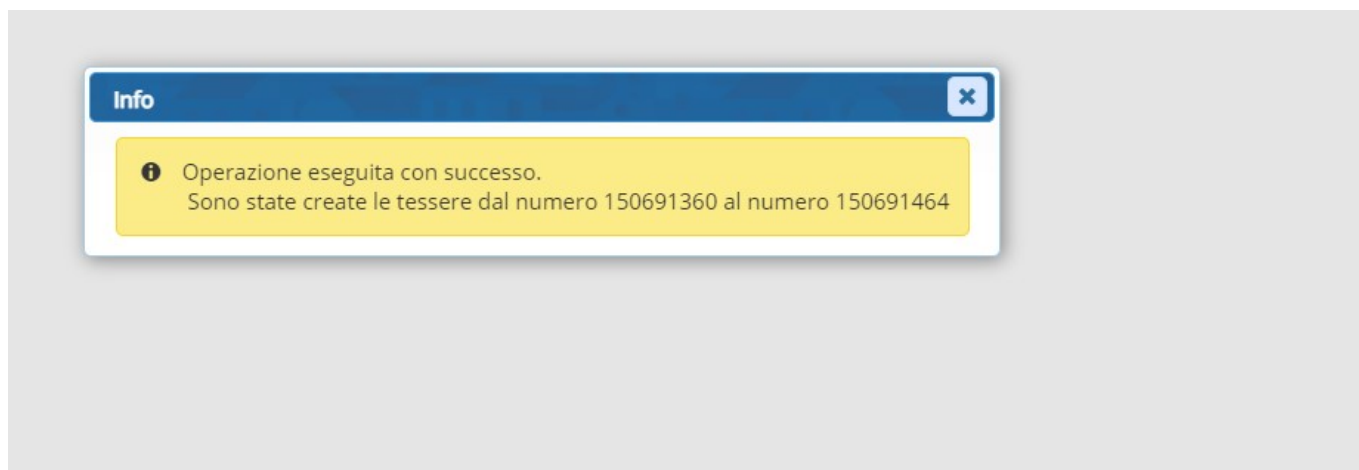 Info
Operazione eseguita con successo.
Sono state create le tessere dal numero 150691360 al numero 150691464